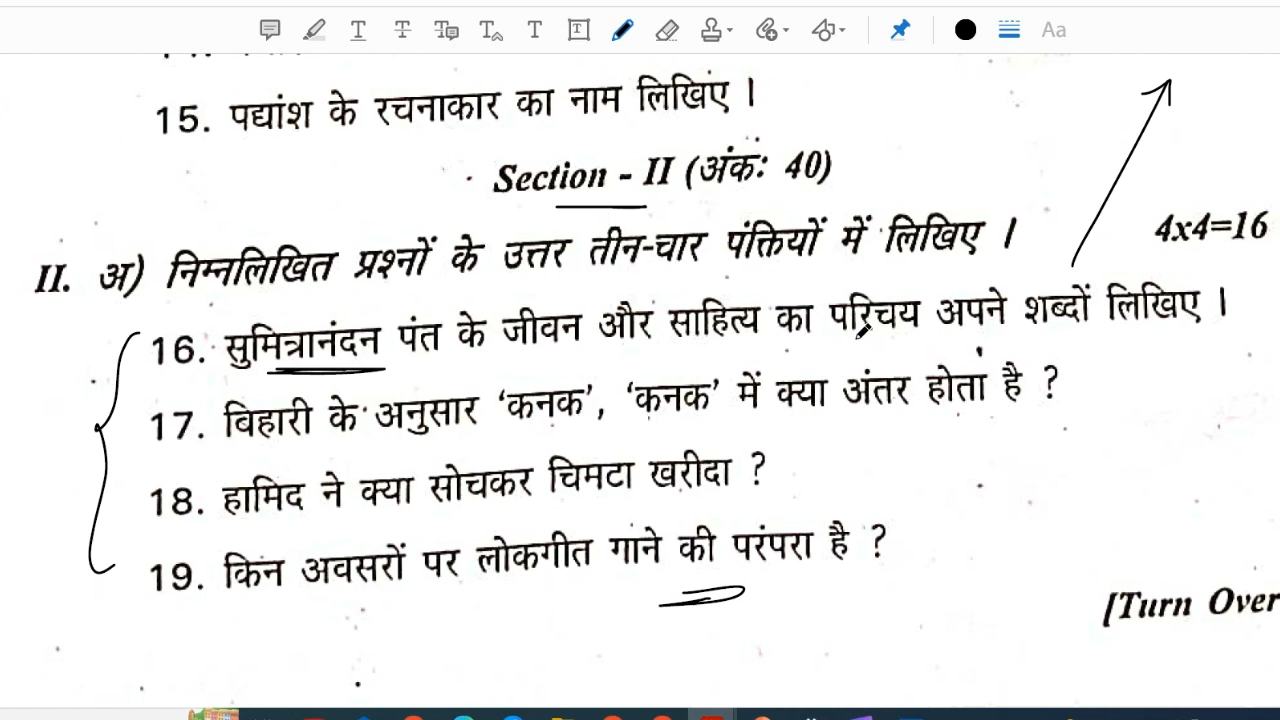 Aa
15. पद्यांश के रचनाकार का नाम लिखिए ।
Section - II (अंक: 40)
II. अ) निम्नलिखित प्रश्नों के उत्तर तीन-चार पंक्तियों में लिखिए । 4x4=16
16. सुमित्रानंदन पंत के जीवन और साहित्य का परिचय अपने शब्दों लिखिए ।
17. बिहारी के अनुसार ‘कनक’, ‘कनक’ में क्या अंतर होता है ?
18. हामिद ने क्या सोचकर चिमटा खरीदा ?
19. किन अवसरों पर लोकगीत गाने की परंपरा है ?
[Turn Over